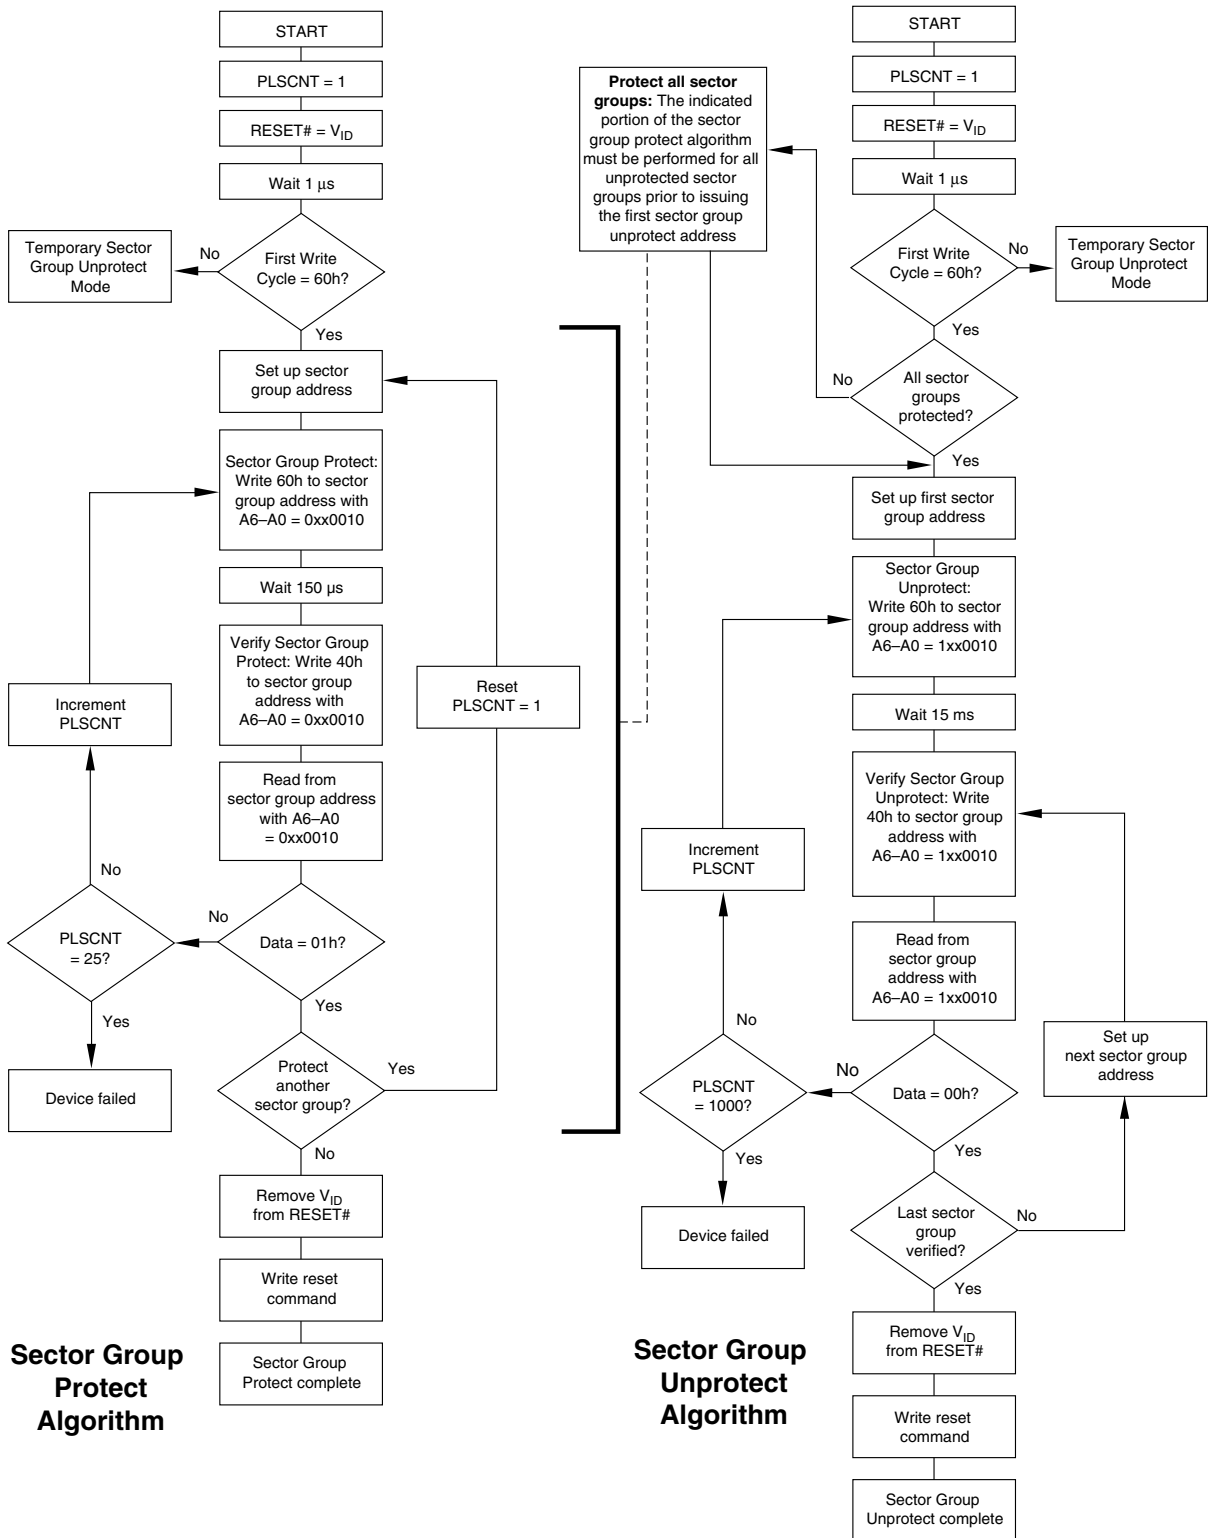 START
PLSCNT = 1
RESET# = VID
Wait 1 μs
First Write
Cycle = 60h?
No
Temporary Sector
Group Unprotect
Mode
Yes
Set up sector
group address
Sector Group Protect:
Write 60h to sector
group address with
A6–A0 = 0xx0010
Wait 150 µs
Verify Sector Group
Protect: Write 40h
to sector group
address with
A6–A0 = 0xx0010
Read from
sector group address
with A6–A0
= 0xx0010
Data = 01h?
No
PLSCNT
= 25?
No
Increment
PLSCNT
Yes
Device failed
Yes
Protect
another
sector group?
Yes
Reset
PLSCNT = 1
No
Remove VID
from RESET#
Write reset
command
Sector Group
Protect complete
Sector Group
Protect
Algorithm
Protect all sector
groups: The indicated
portion of the sector
group protect algorithm
must be performed for all
unprotected sector
groups prior to issuing
the first sector group
unprotect address
START
PLSCNT = 1
RESET# = VID
Wait 1 μs
First Write
Cycle = 60h?
No
Temporary Sector
Group Unprotect
Mode
Yes
All sector
groups
protected?
No
Yes
Set up first sector
group address
Sector Group
Unprotect:
Write 60h to sector
group address with
A6–A0 = 1xx0010
Wait 15 ms
Verify Sector Group
Unprotect: Write
40h to sector group
address with
A6–A0 = 1xx0010
Read from
sector group
address with
A6–A0 = 1xx0010
Data = 00h?
No
PLSCNT
= 1000?
No
Increment
PLSCNT
Yes
Device failed
Yes
Last sector
group
verified?
No
Set up
next sector group
address
Yes
Remove VID
from RESET#
Write reset
command
Sector Group
Unprotect complete
Sector Group
Unprotect
Algorithm